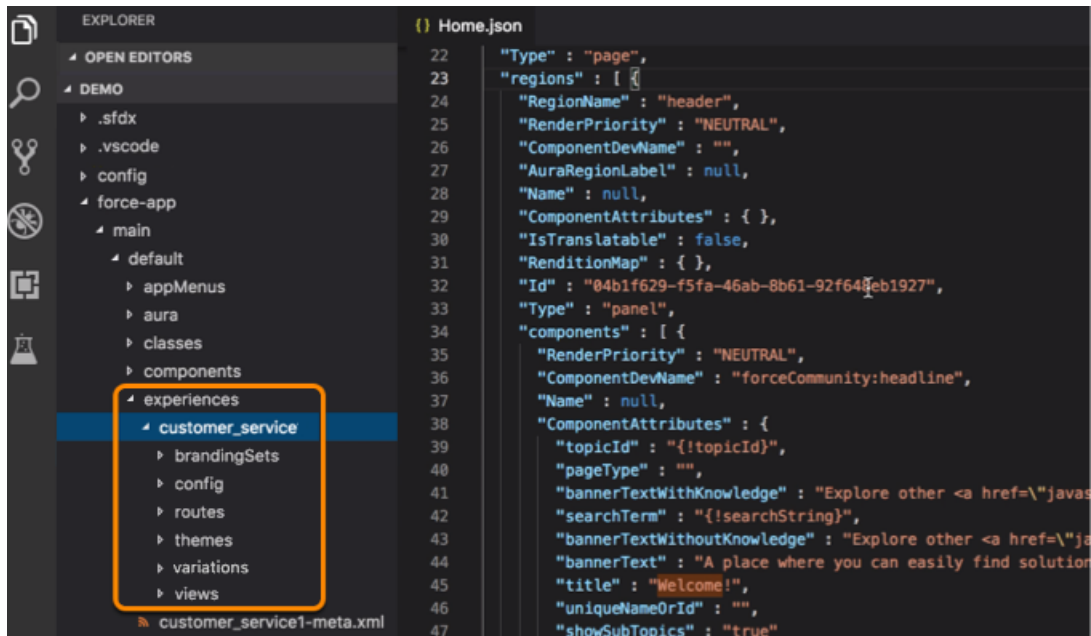 EXPLORER
OPEN EDITORS
DEMO
.sfdx
.vscode
config
force-app
main
default
appMenus
aura
classes
components
experiences
customer_service
brandingSets
config
routes
themes
variations
views
customer_service1-meta.xml
{} Home.json
22 "Type" : "page",
23 "regions" : [ {
24 "RegionName" : "header",
25 "RenderPriority" : "NEUTRAL",
26 "ComponentDevName" : "",
27 "AuraRegionLabel" : null,
28 "Name" : null,
29 "ComponentAttributes" : { },
30 "IsTranslatable" : false,
31 "RenditionMap" : { },
32 "Id" : "04b1f629-f5fa-46ab-8b61-92f648eb1927",
33 "Type" : "panel",
34 "components" : [ {
35 "RenderPriority" : "NEUTRAL",
36 "ComponentDevName" : "forceCommunity:headline",
37 "Name" : null,
38 "ComponentAttributes" : {
39 "topicId" : "{!topicId}",
40 "pageType" : "",
41 "bannerTextWithKnowledge" : "Explore other <a href=\"javas
42 "searchTerm" : "{!searchString}",
43 "bannerTextWithoutKnowledge" : "Explore other <a href=\"ja
44 "bannerText" : "A place where you can easily find solution
45 "title" : "Welcome!",
46 "uniqueNameOrId" : "",
47 "showSubTopics" : "true"